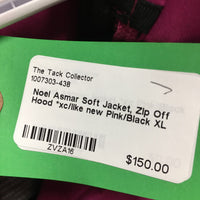 The Tack Collector
1007303-438
Noel Asmar Soft Jacket, Zip Off
Hood *xc/like new Pink/Black XL
ZVZA16
$150.00